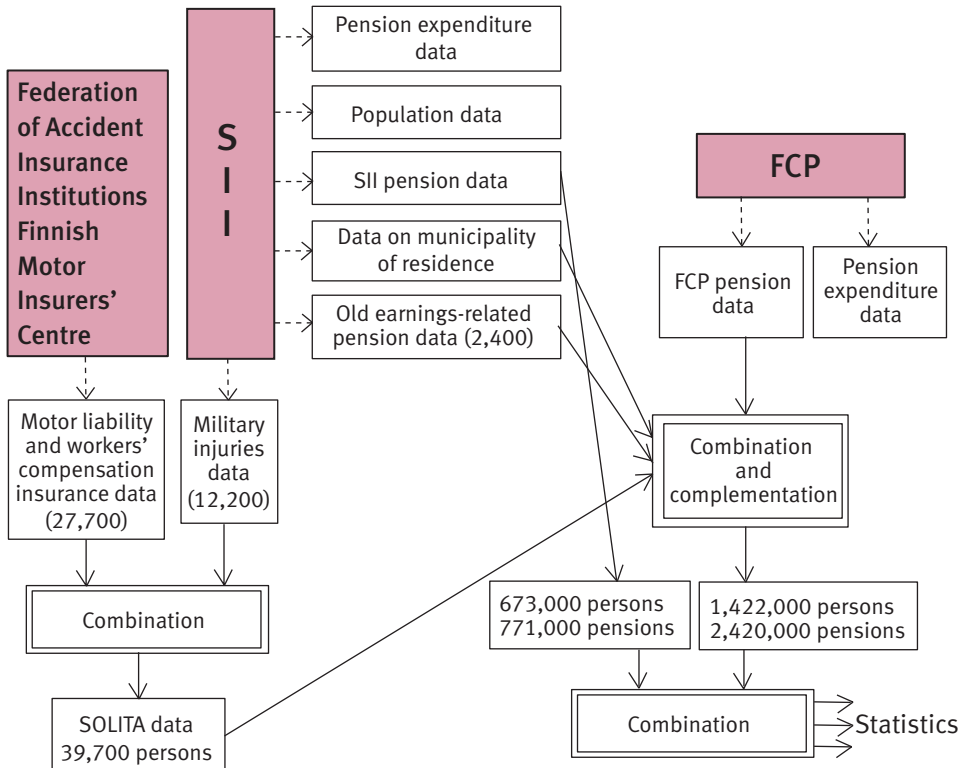 Federation
of Accident
Insurance
Institutions
Finnish
Motor
Insurers’
Centre
S
I
I
Pension expenditure
data
Population data
SII pension data
Data on municipality
of residence
Old earnings-related
pension data (2,400)
FCP
FCP pension
data
Pension
expenditure
data
Motor liability
and workers’
compensation
insurance data
(27,700)
Military
injuries
data
(12,200)
Combination
and
complementation
Combination
673,000 persons
771,000 pensions
1,422,000 persons
2,420,000 pensions
SOLITA data
39,700 persons
Combination
Statistics